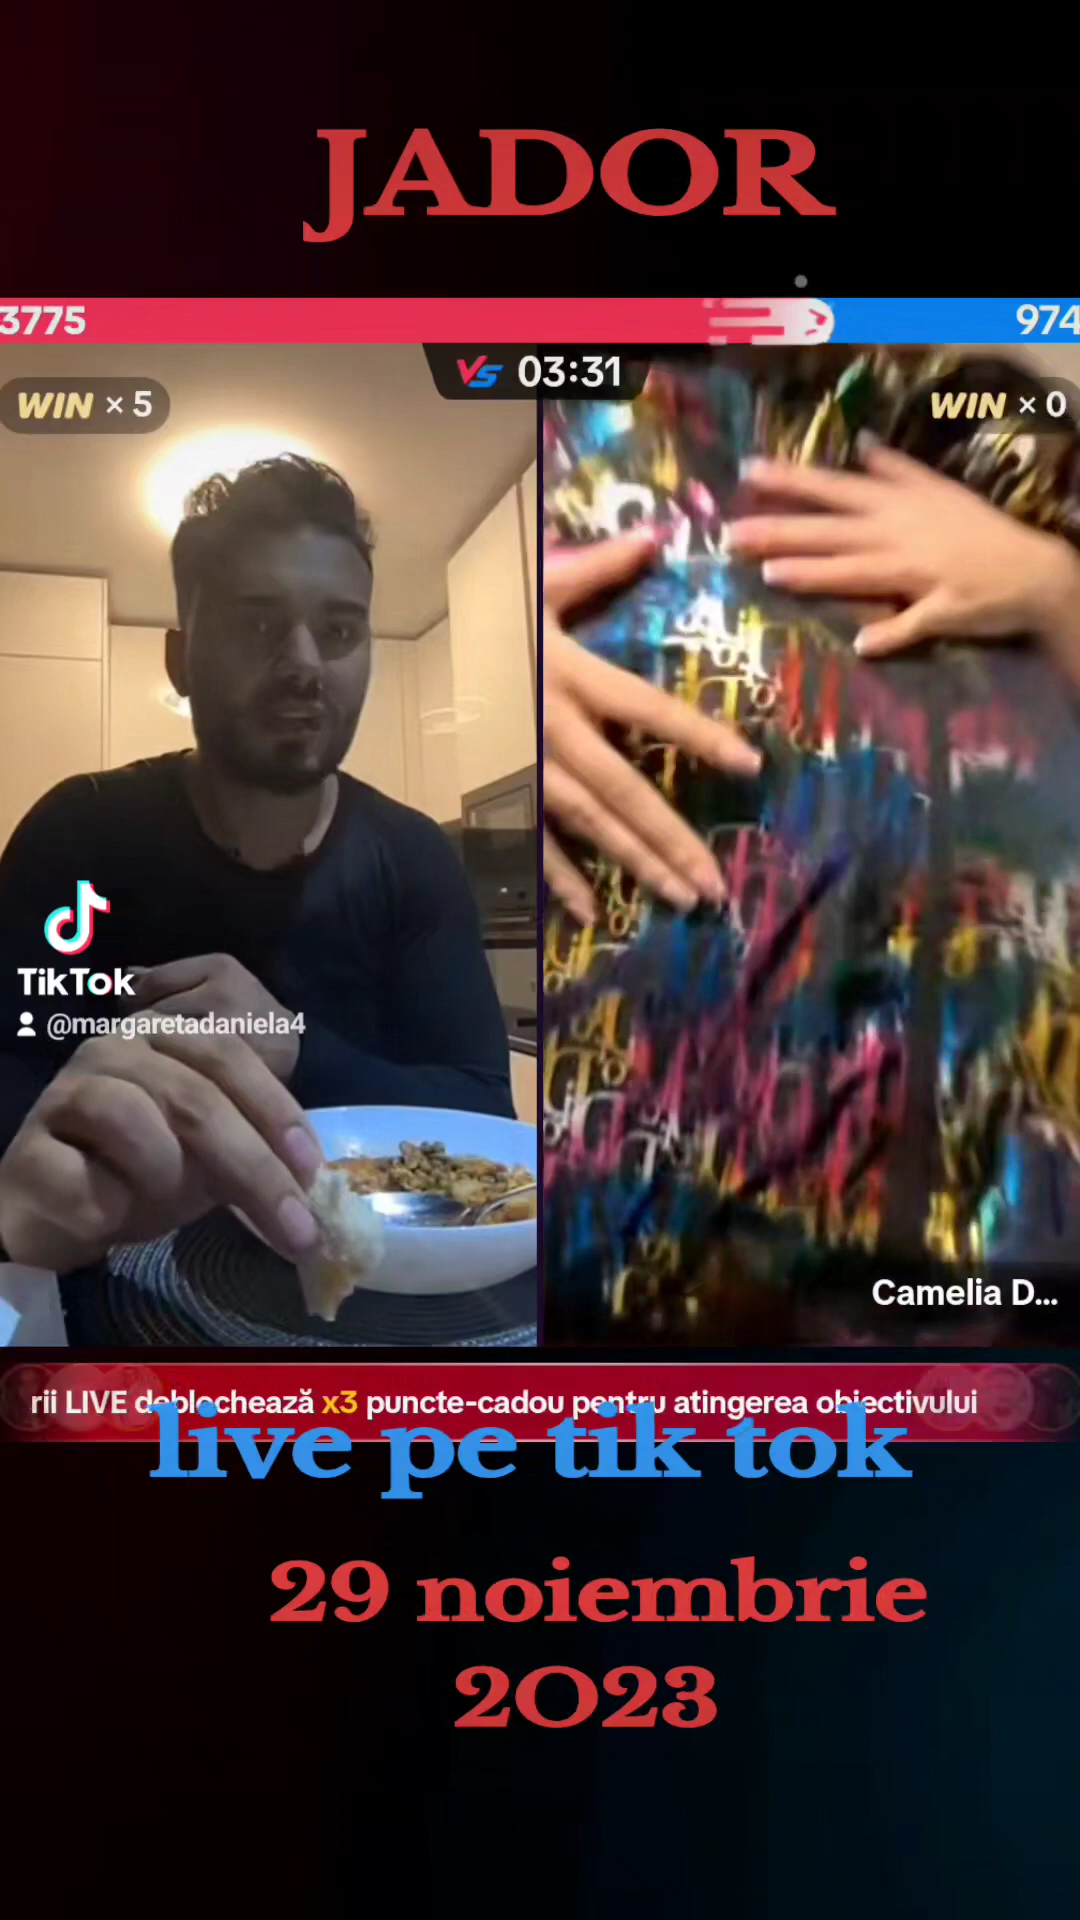 JADOR
3775
974
VS 03:31
WIN × 5
WIN × 0
TikTok
@margaretadaniela4
Camelia D...
rii LIVE deblochează x3 puncte-cadou pentru atingerea obiectivului
live pe tik tok
29 noiembrie
2023